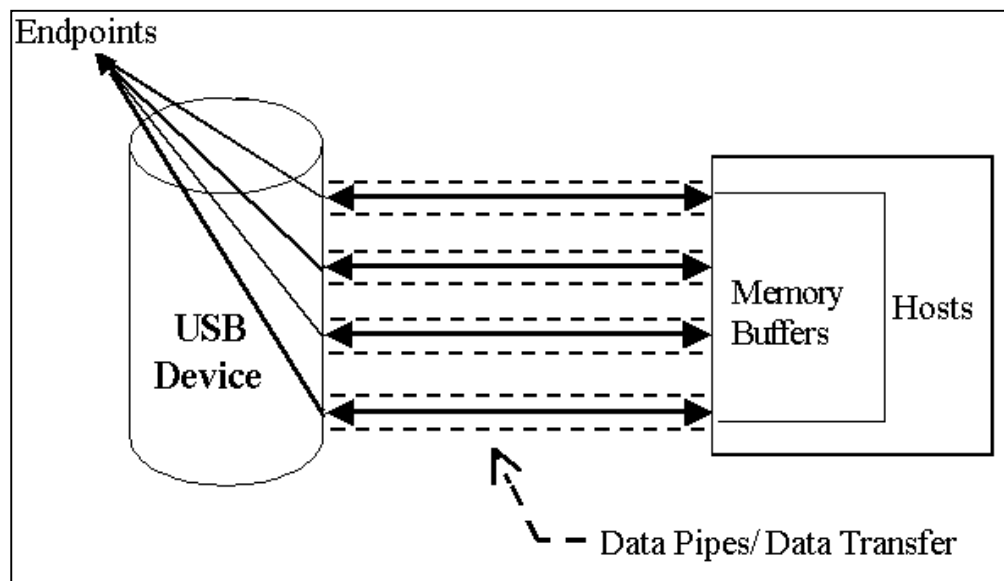 Endpoints
USB
Device
Memory
Buffers
Hosts
Data Pipes/ Data Transfer